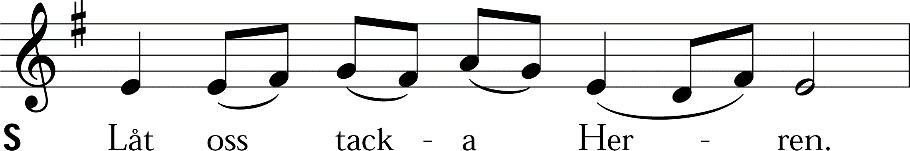 S Låt oss tack - a Her - ren.